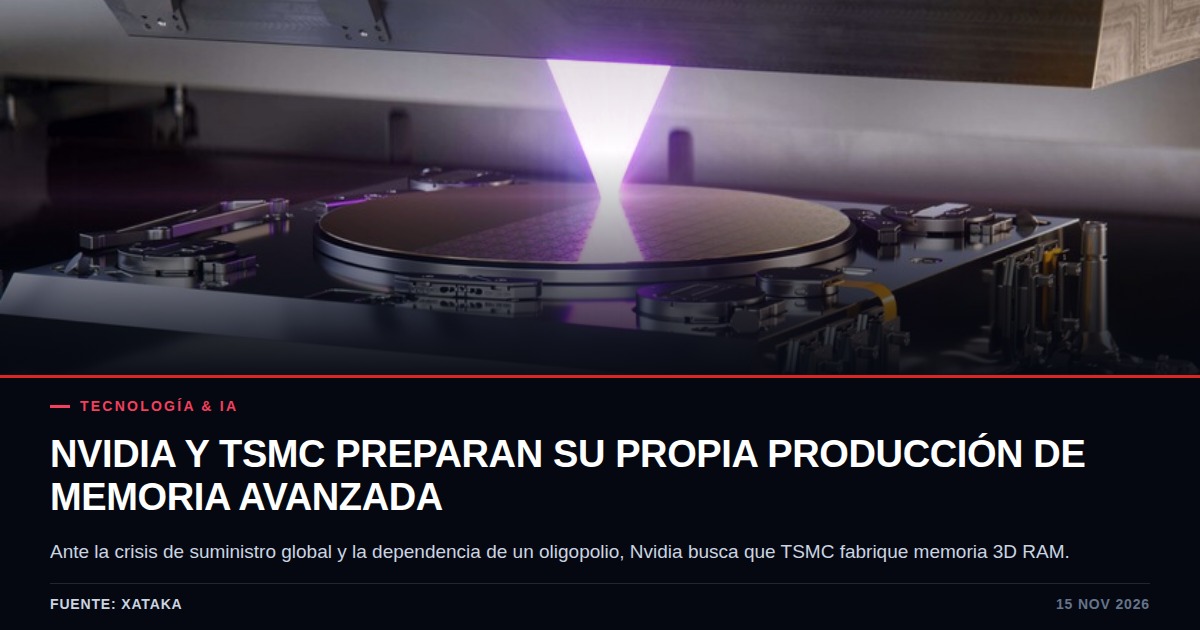 TECNOLOGÍA & IA
NVIDIA Y TSMC PREPARAN SU PROPIA PRODUCCIÓN DE
MEMORIA AVANZADA
Ante la crisis de suministro global y la dependencia de un oligopolio, Nvidia busca que TSMC fabrique memoria 3D RAM.
FUENTE: XATAKA
15 NOV 2026